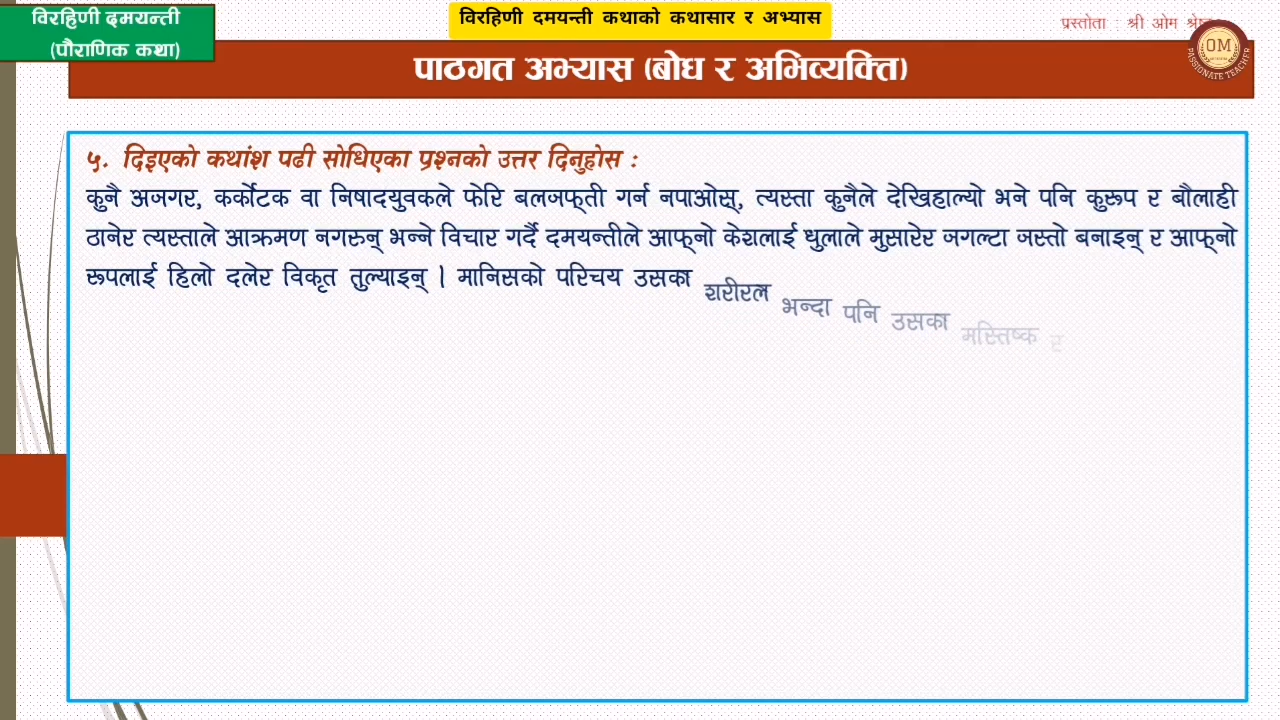 विरहिणी दमयन्ती
(पौराणिक कथा)
विरहिणी दमयन्ती कथाको कथासार र अभ्यास
प्रस्तोता : श्री ओम
OM
PASSIONATE TEACHER
पाठगत अभ्यास (बोध र अभिव्यक्ति)
५. दिइएको कथांश पढी सोधिएका प्रश्नको उत्तर दिनुहोस :
कुनै अजगर, कर्कोटक वा निषादयुवकले फेरि बलजफ्ती गर्न नपाओस्, त्यस्ता कुनैले देखिहाल्यो भने पनि कुरूप र बौलाही
ठानेर त्यस्ताले आक्रमण नगरुन् भन्ने विचार गर्दै दमयन्तीले आफ्नो केशलाई धुलाले मुसारेर जगल्टा जस्तो बनाइन् र आफ्नो
रूपलाई हिलो दलेर विकृत तुल्याइन् । मानिसको परिचय उसका शरीरल भन्दा पनि उसका मस्तिष्क र